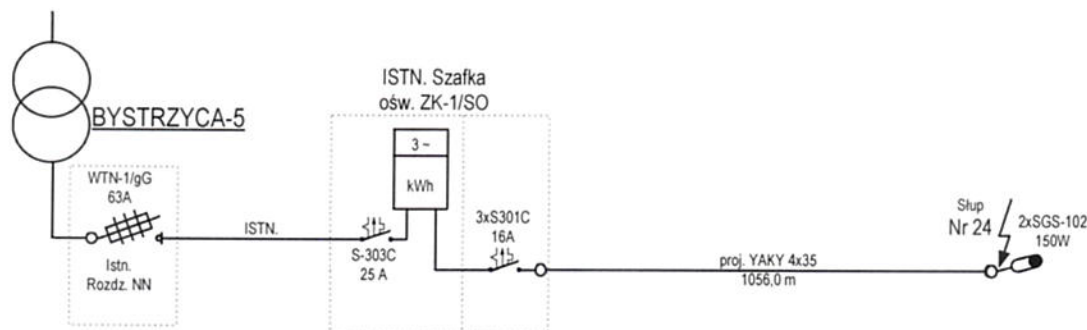 ISTN. Szafka
ośw. ZK-1/SO
BYSTRZYCA-5
3 ~
kWh
WTN-1/gG
63A
Istn.
Rozdz. NN
ISTN.
S-303C
25 A
3xS301C
16A
proj. YAKY 4x35
1056,0 m
Słup
Nr 24
2xSGS-102
150W